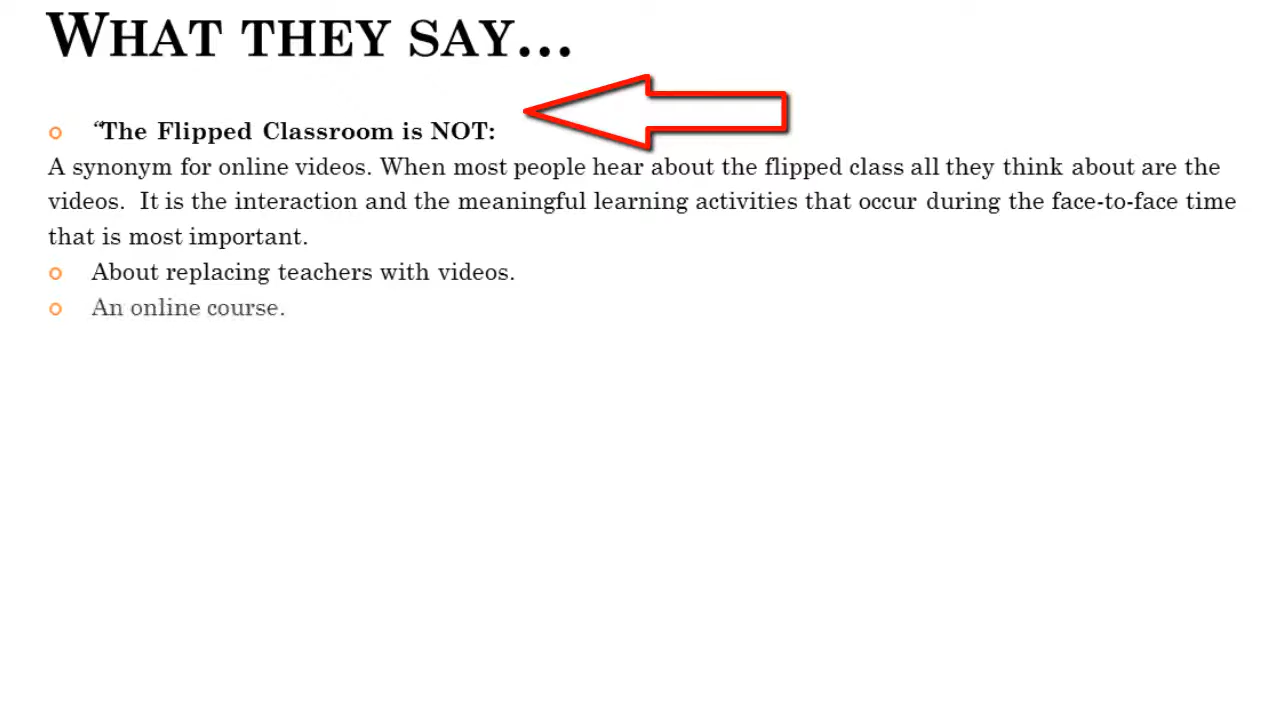 WHAT THEY SAY…
“The Flipped Classroom is NOT:
A synonym for online videos. When most people hear about the flipped class all they think about are the
videos.  It is the interaction and the meaningful learning activities that occur during the face-to-face time
that is most important.
About replacing teachers with videos.
An online course.